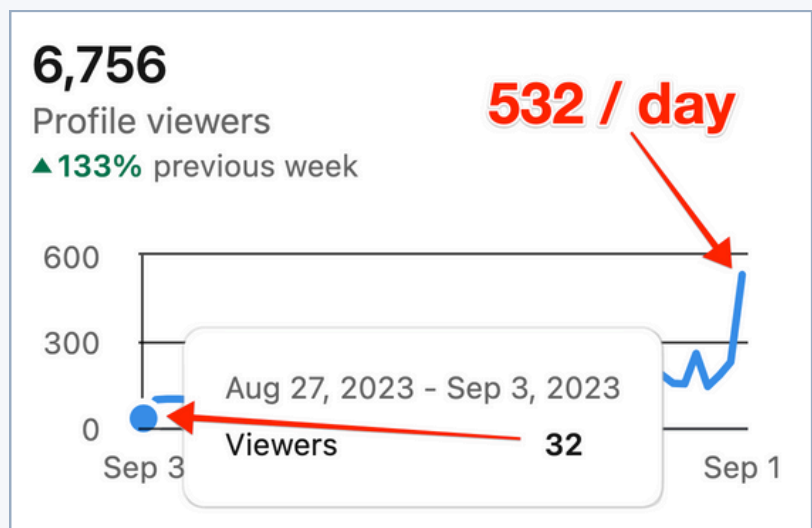 6,756
532 / day
Profile viewers
▲133% previous week
600
300
Aug 27, 2023 - Sep 3, 2023
0
Viewers 32
Sep 3
Sep 1